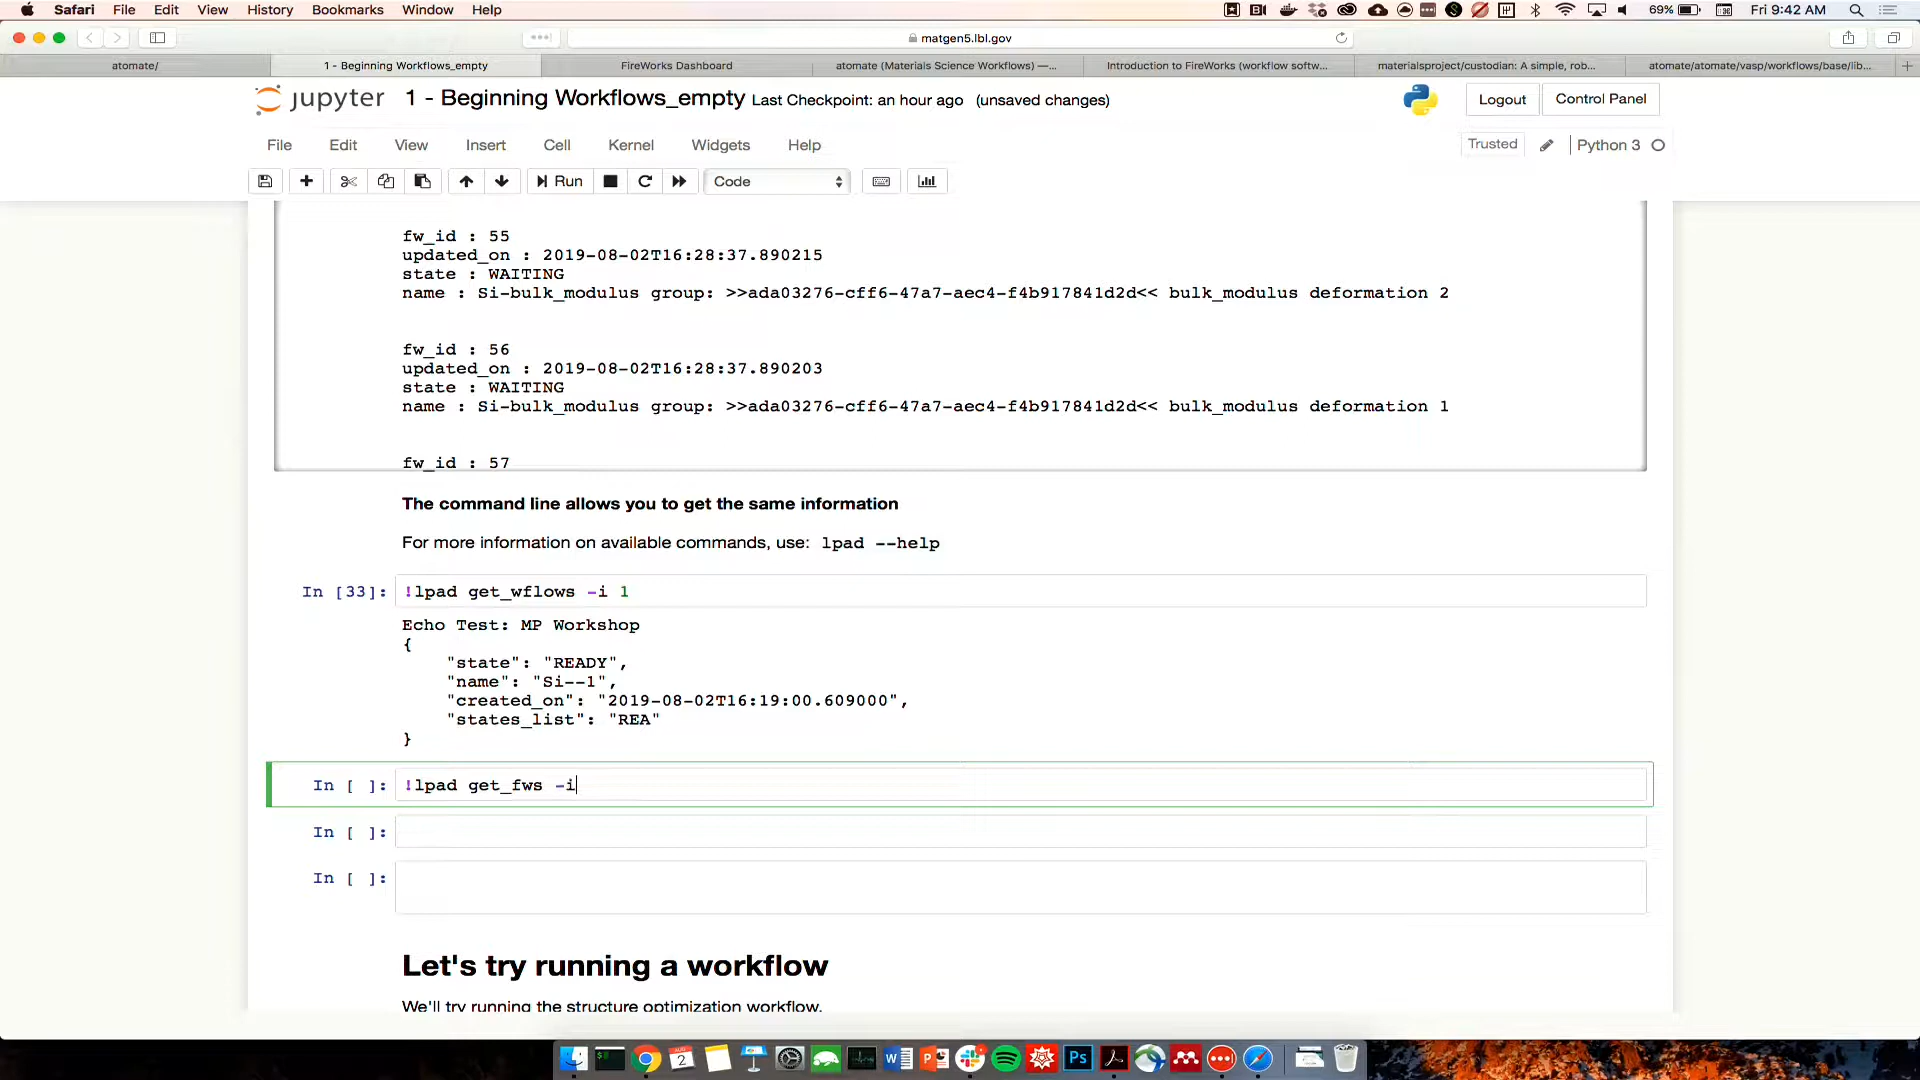 Safari File Edit View History Bookmarks Window Help 69% Fri 9:42 AM
matgen5.lbl.gov
atomate/ 1 - Beginning Workflows_empty FireWorks Dashboard atomate (Materials Science Workflows) —... Introduction to FireWorks (workflow softw... materialsproject/custodian: A simple, rob... atomate/atomate/vasp/workflows/base/lib...
jupyter 1 - Beginning Workflows_empty Last Checkpoint: an hour ago (unsaved changes) Logout Control Panel
File Edit View Insert Cell Kernel Widgets Help Trusted Python 3
Run Code
fw_id : 55
updated_on : 2019-08-02T16:28:37.890215
state : WAITING
name : Si-bulk_modulus group: >>ada03276-cff6-47a7-aec4-f4b917841d2d<< bulk_modulus deformation 2
fw_id : 56
updated_on : 2019-08-02T16:28:37.890203
state : WAITING
name : Si-bulk_modulus group: >>ada03276-cff6-47a7-aec4-f4b917841d2d<< bulk_modulus deformation 1
fw_id : 57
The command line allows you to get the same information
For more information on available commands, use: lpad --help
In [33]: !lpad get_wflows -i 1
Echo Test: MP Workshop
{
"state": "READY",
"name": "Si--1",
"created_on": "2019-08-02T16:19:00.609000",
"states_list": "REA"
}
In [ ]: !lpad get_fws -i
In [ ]:
In [ ]:
Let's try running a workflow
We'll try running the structure optimization workflow.